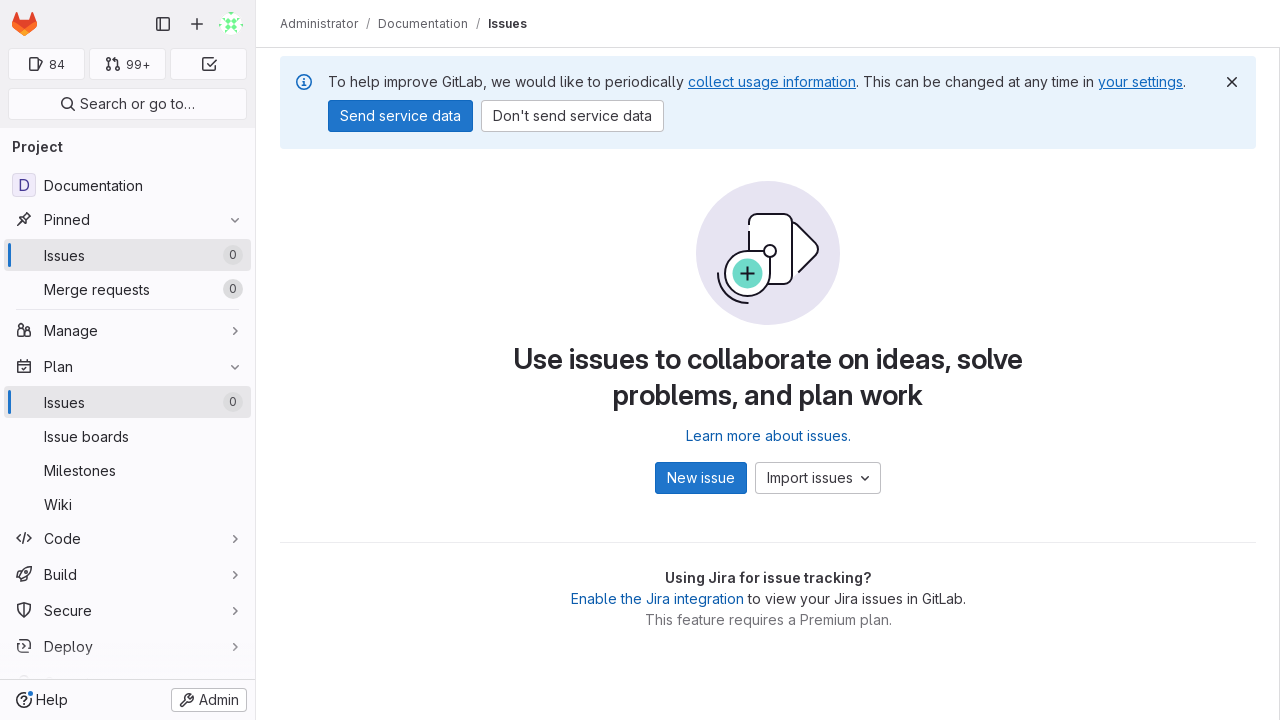 Administrator / Documentation / Issues
84
99+
Search or go to…
Project
D Documentation
Pinned
Issues 0
Merge requests 0
Manage
Plan
Issues 0
Issue boards
Milestones
Wiki
Code
Build
Secure
Deploy
Help
Admin
To help improve GitLab, we would like to periodically collect usage information. This can be changed at any time in your settings.
Send service data
Don't send service data
Use issues to collaborate on ideas, solve
problems, and plan work
Learn more about issues.
New issue
Import issues
Using Jira for issue tracking?
Enable the Jira integration to view your Jira issues in GitLab.
This feature requires a Premium plan.